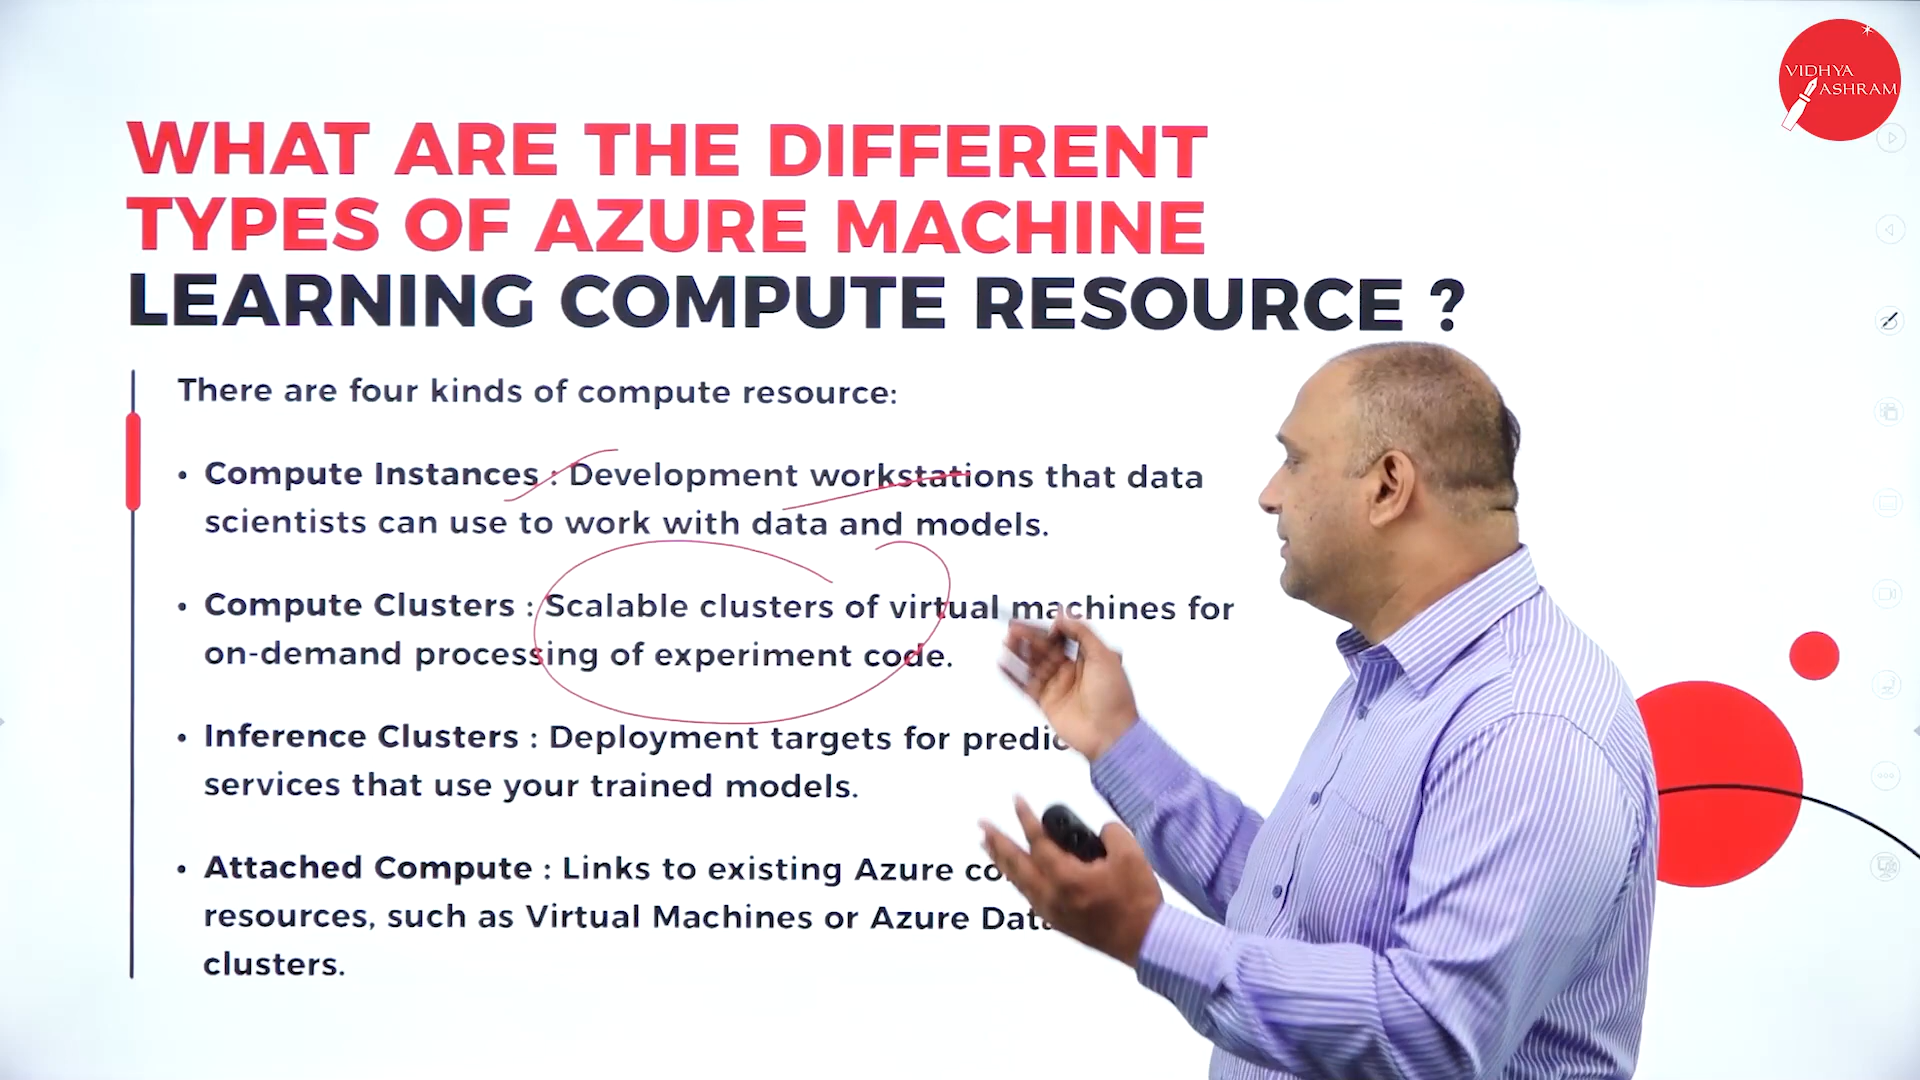 VIDHYA
ASHRAM
WHAT ARE THE DIFFERENT
TYPES OF AZURE MACHINE
LEARNING COMPUTE RESOURCE ?
There are four kinds of compute resource:
• Compute Instances : Development workstations that data
scientists can use to work with data and models.
• Compute Clusters : Scalable clusters of virtual machines for
on-demand processing of experiment code.
• Inference Clusters : Deployment targets for
services that use your trained models.
• Attached Compute : Links to existing Azure
resources, such as Virtual Machines or Azure
clusters.